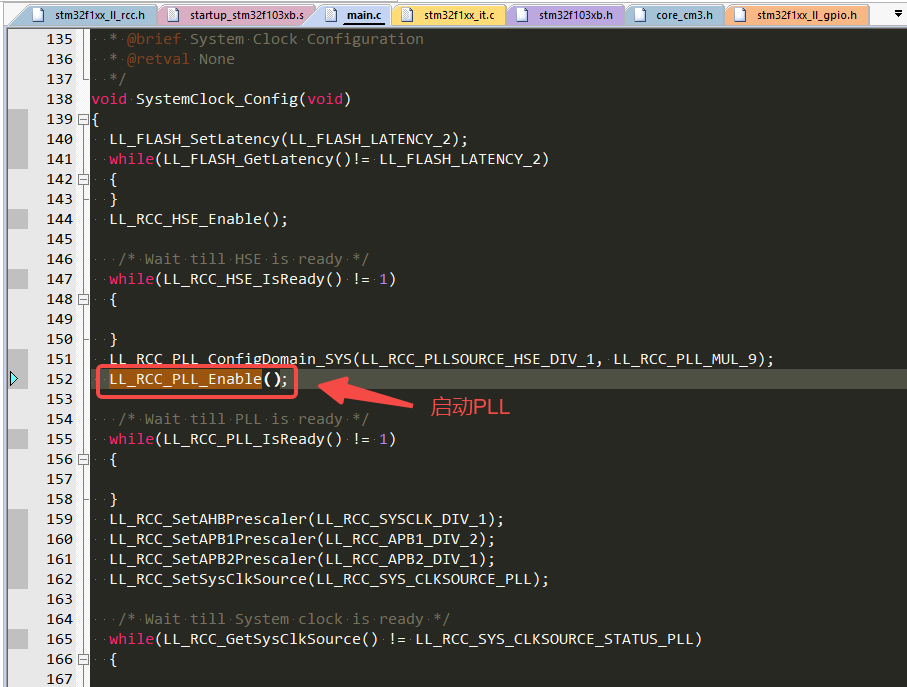 stm32f1xx_ll_rcc.h startup_stm32f103xb.s main.c stm32f1xx_it.c stm32f103xb.h core_cm3.h stm32f1xx_ll_gpio.h
135 * @brief System Clock Configuration
136 * @retval None
137 */
138 void SystemClock_Config(void)
139 {
140 LL_FLASH_SetLatency(LL_FLASH_LATENCY_2);
141 while(LL_FLASH_GetLatency()!= LL_FLASH_LATENCY_2)
142 {
143 }
144 LL_RCC_HSE_Enable();
145
146 /* Wait till HSE is ready */
147 while(LL_RCC_HSE_IsReady() != 1)
148 {
149
150 }
151 LL_RCC_PLL_ConfigDomain_SYS(LL_RCC_PLLSOURCE_HSE_DIV_1, LL_RCC_PLL_MUL_9);
152 LL_RCC_PLL_Enable();
153 启动PLL
154 /* Wait till PLL is ready */
155 while(LL_RCC_PLL_IsReady() != 1)
156 {
157
158 }
159 LL_RCC_SetAHBPrescaler(LL_RCC_SYSCLK_DIV_1);
160 LL_RCC_SetAPB1Prescaler(LL_RCC_APB1_DIV_2);
161 LL_RCC_SetAPB2Prescaler(LL_RCC_APB2_DIV_1);
162 LL_RCC_SetSysClkSource(LL_RCC_SYS_CLKSOURCE_PLL);
163
164 /* Wait till System clock is ready */
165 while(LL_RCC_GetSysClkSource() != LL_RCC_SYS_CLKSOURCE_STATUS_PLL)
166 {
167